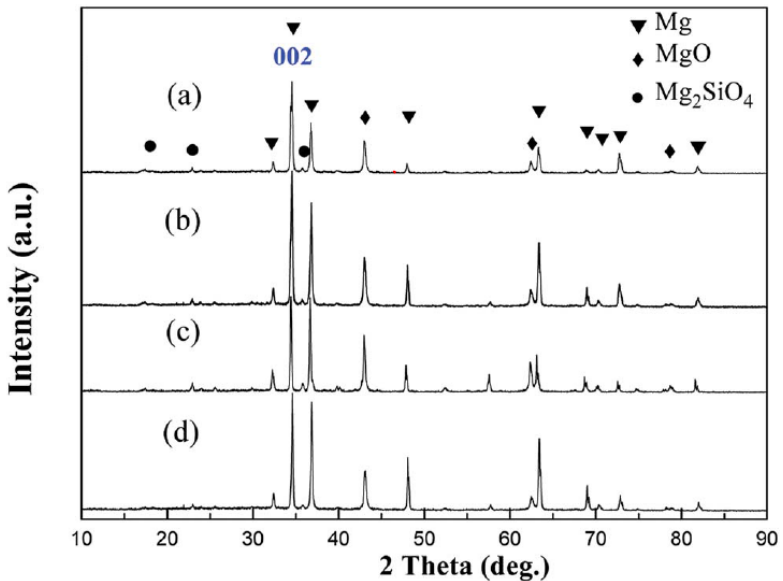 Mg
002
MgO
(a)
Mg₂SiO₄
(b)
(c)
(d)
Intensity (a.u.)
10 20 30 40 50 60 70 80 90
2 Theta (deg.)